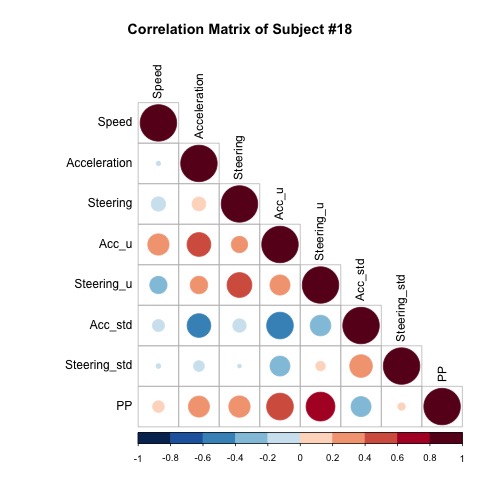 Correlation Matrix of Subject #18
Speed
Acceleration
Steering
Acc_u
Steering_u
Acc_std
Steering_std
PP
Speed
Acceleration
Steering
Acc_u
Steering_u
Acc_std
Steering_std
PP
-1 -0.8 -0.6 -0.4 -0.2 0 0.2 0.4 0.6 0.8 1